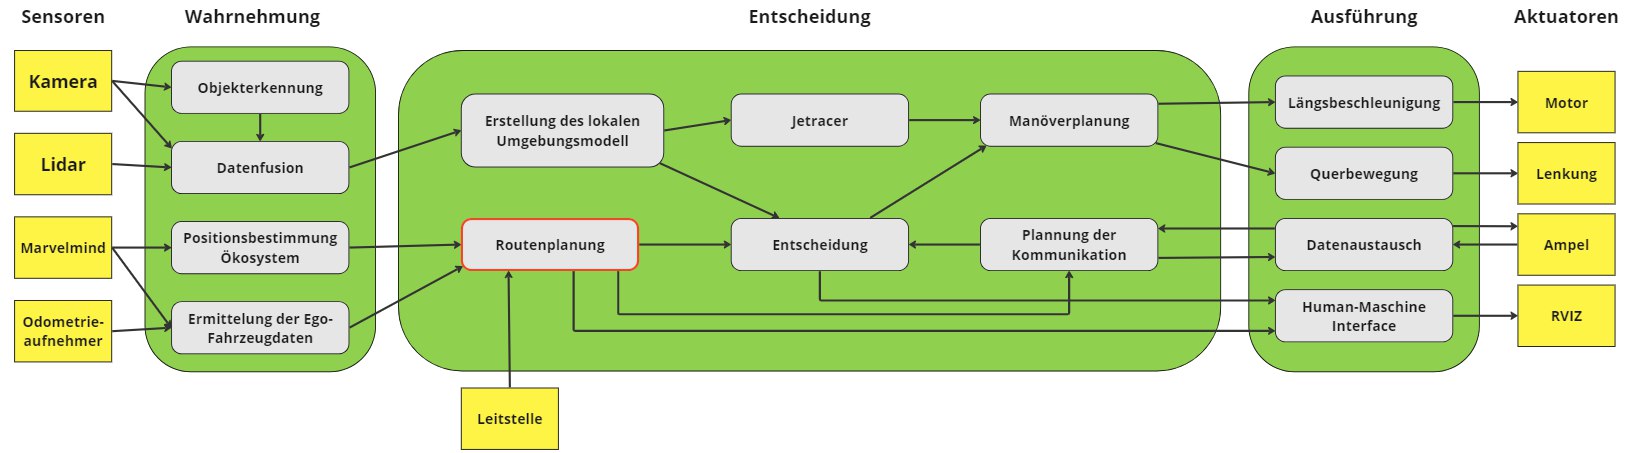 Sensoren
Wahrnehmung
Entscheidung
Ausführung
Aktuatoren
Kamera
Lidar
Marvelmind
Odometrie-
aufnehmer
Objekterkennung
Datenfusion
Positionsbestimmung
Ökosystem
Ermittelung der Ego-
Fahrzeugdaten
Erstellung des lokalen
Umgebungsmodell
Jetracer
Manöverplanung
Routenplanung
Entscheidung
Plannung der
Kommunikation
Leitstelle
Längsbeschleunigung
Querbewegung
Datenaustausch
Human-Maschine
Interface
Motor
Lenkung
Ampel
RVIZ